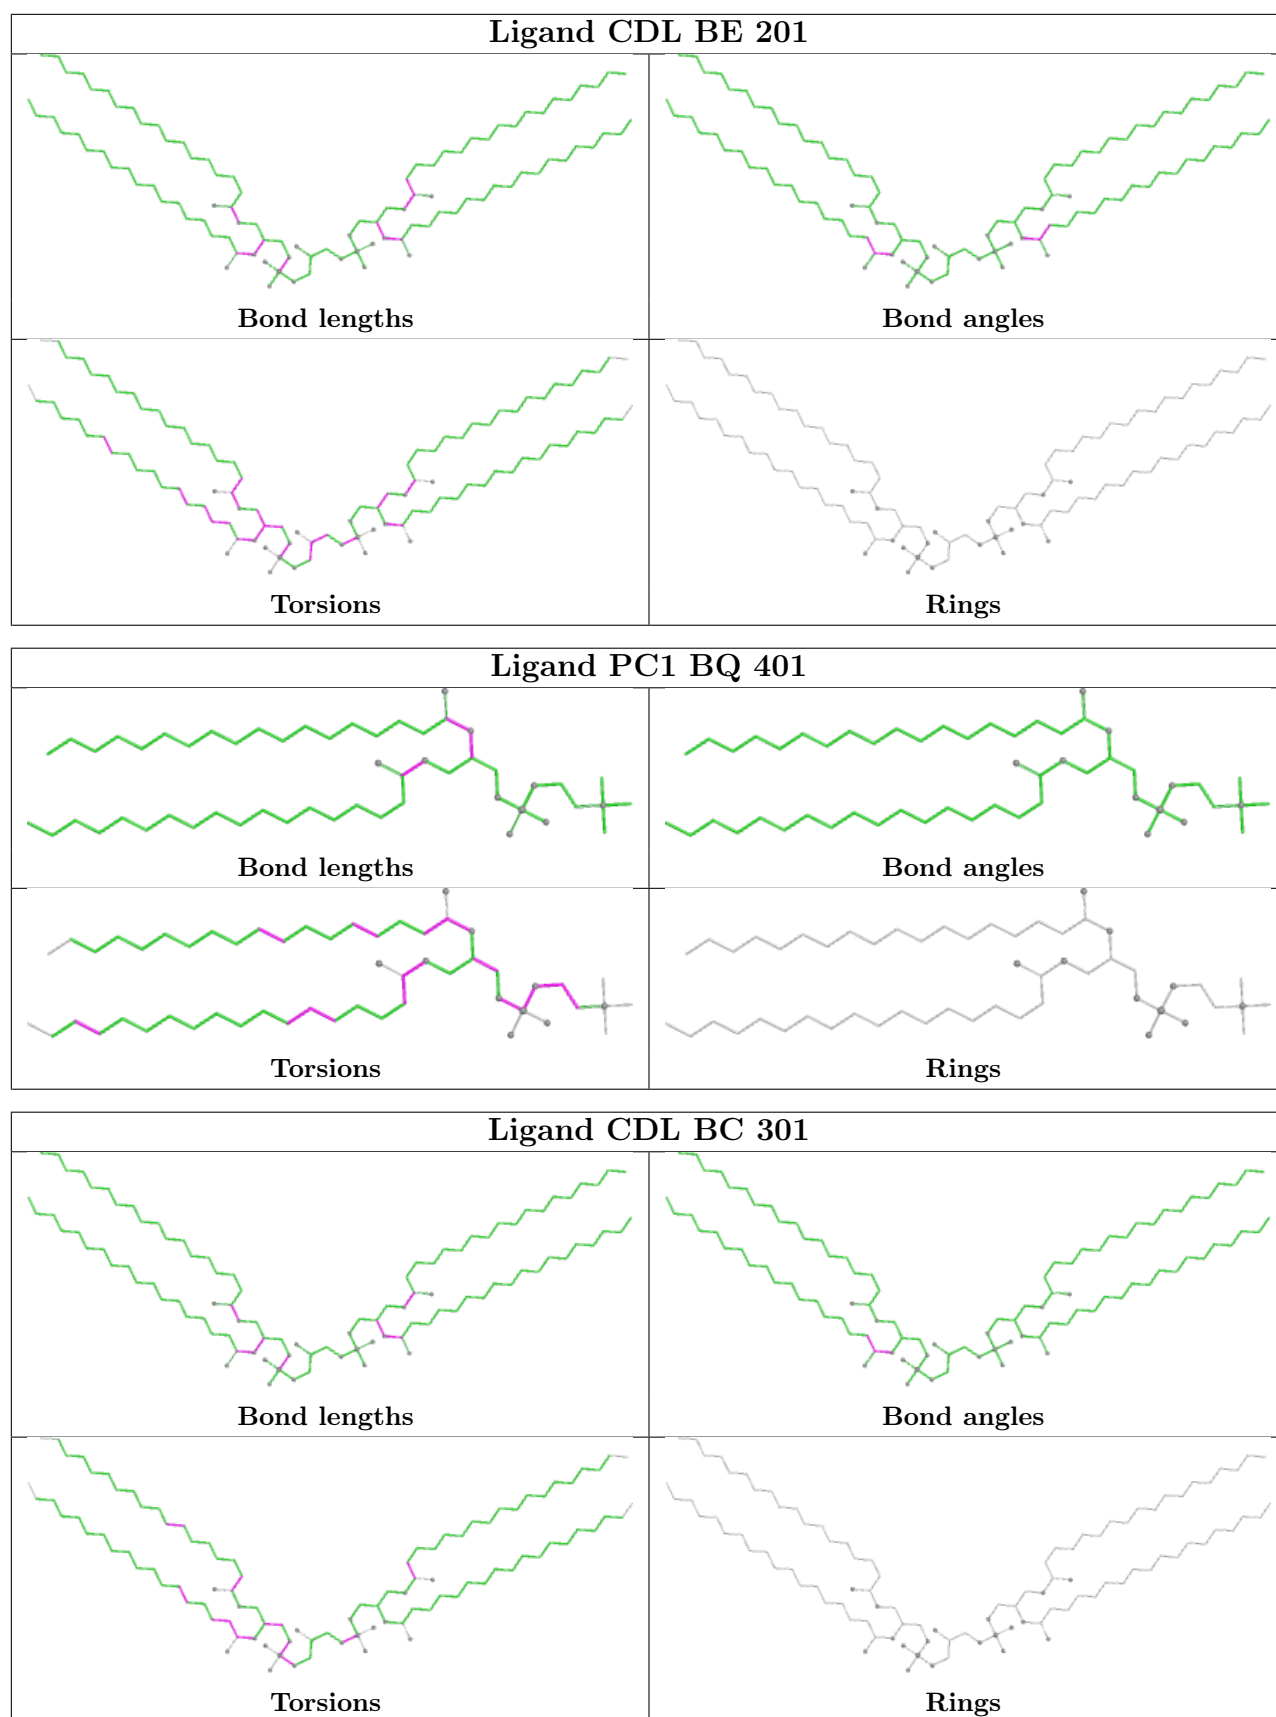 Ligand CDL BE 201
Bond lengths
Bond angles
Torsions
Rings
Ligand PC1 BQ 401
Bond lengths
Bond angles
Torsions
Rings
Ligand CDL BC 301
Bond lengths
Bond angles
Torsions
Rings